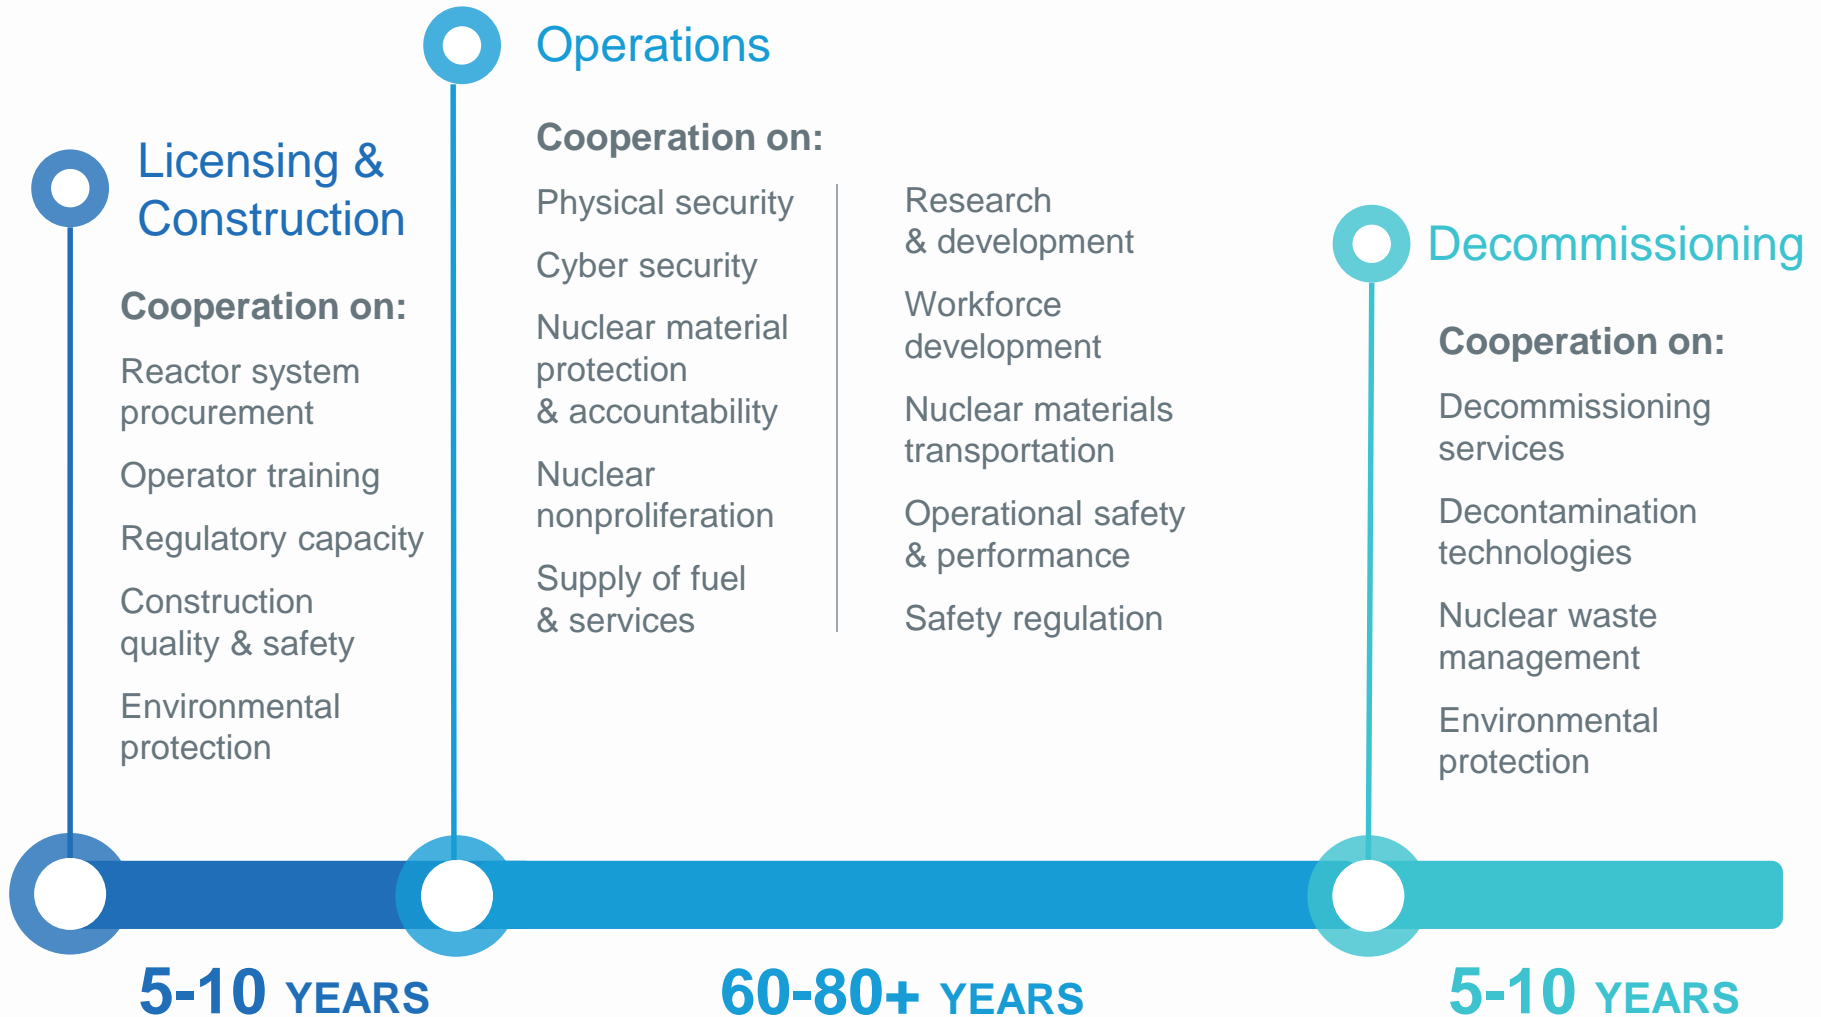 Licensing &
Construction
Cooperation on:
Reactor system
procurement
Operator training
Regulatory capacity
Construction
quality & safety
Environmental
protection
5-10 YEARS
Operations
Cooperation on:
Physical security
Cyber security
Nuclear material
protection
& accountability
Nuclear
nonproliferation
Supply of fuel
& services
Research
& development
Workforce
development
Nuclear materials
transportation
Operational safety
& performance
Safety regulation
60-80+ YEARS
Decommissioning
Cooperation on:
Decommissioning
services
Decontamination
technologies
Nuclear waste
management
Environmental
protection
5-10 YEARS